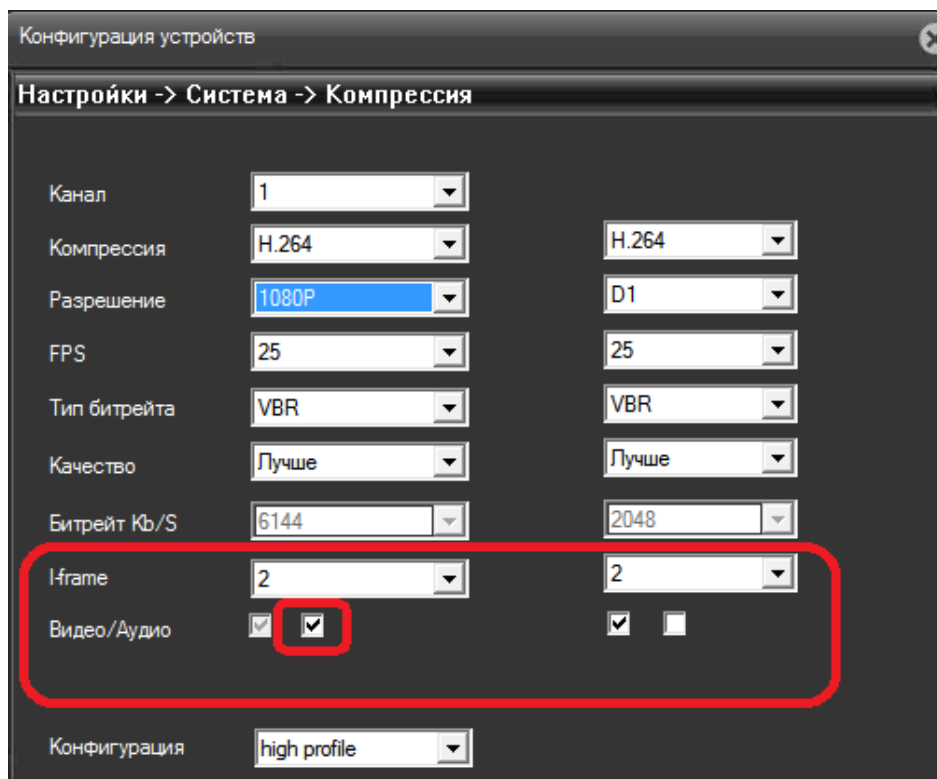 Конфигурация устройств
Настройки -> Система -> Компрессия
Канал 1
Компрессия H.264 H.264
Разрешение 1080P D1
FPS 25 25
Тип битрейта VBR VBR
Качество Лучше Лучше
Битрейт Kb/S 6144 2048
I-frame 2 2
Видео/Аудио
Конфигурация high profile